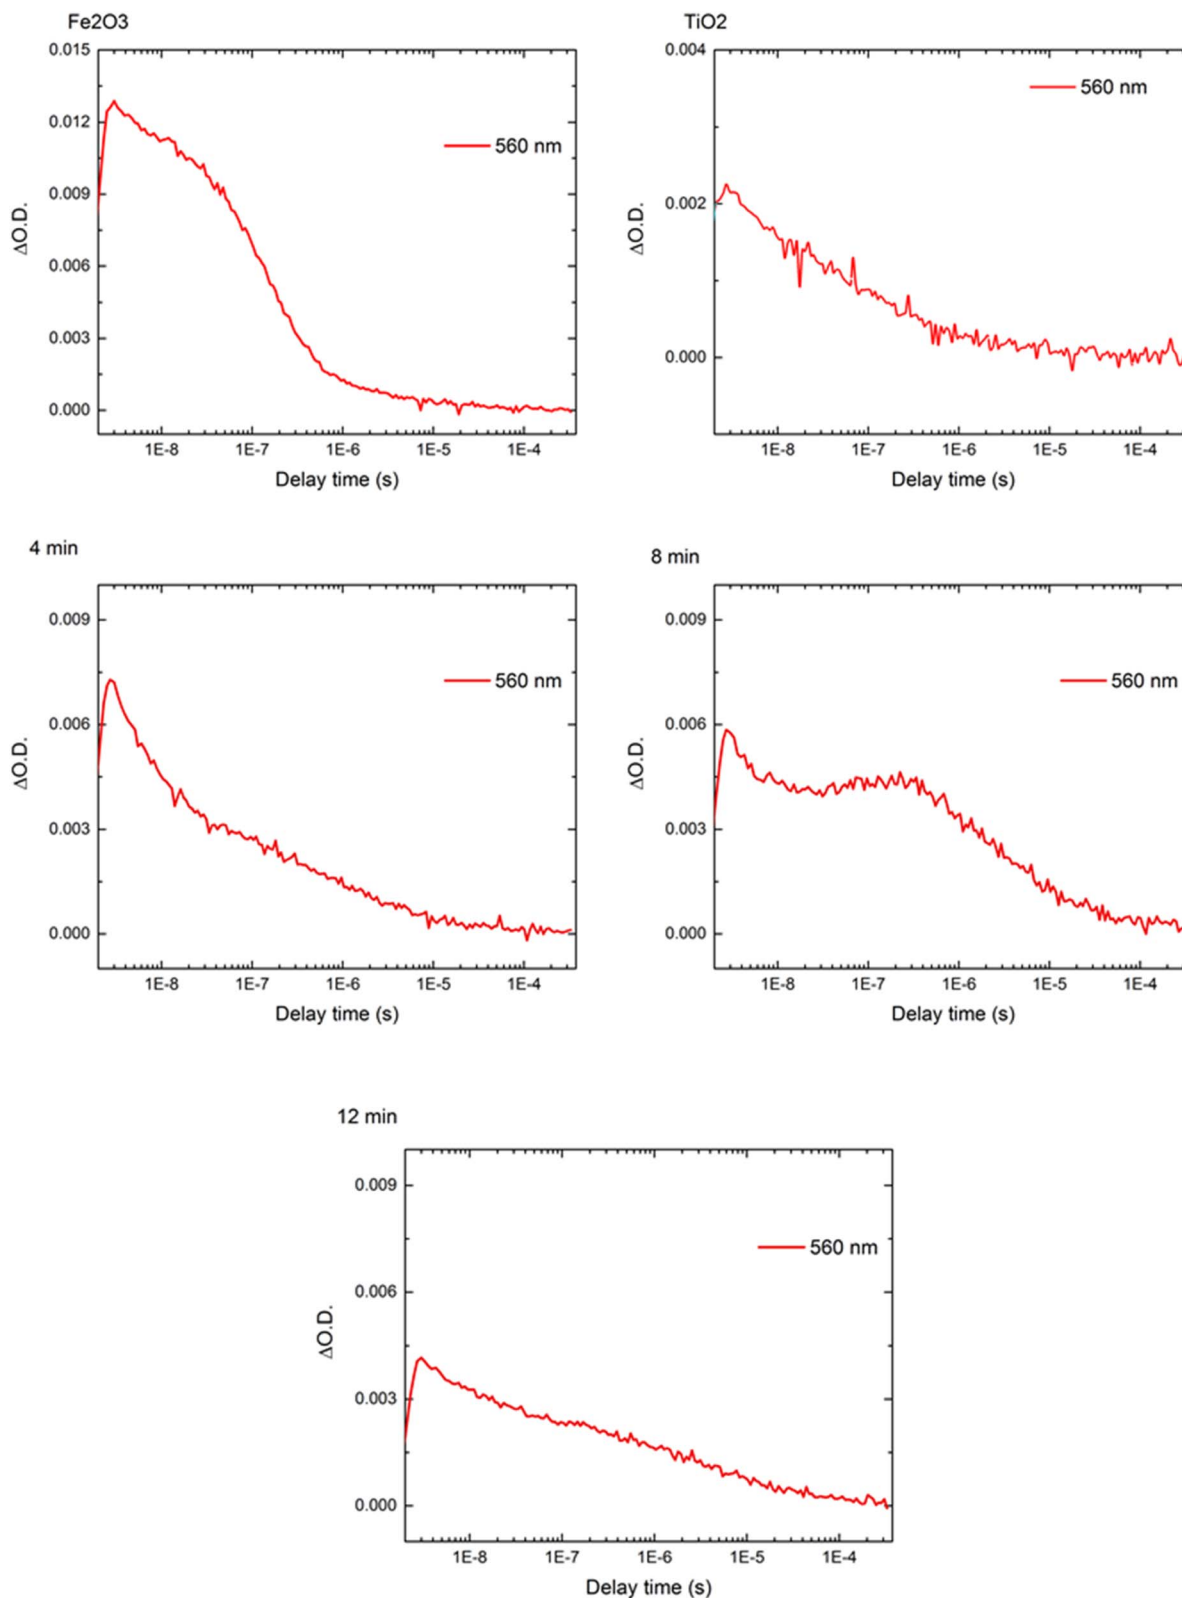 Fe2O3
0.015
0.012
0.009
0.006
0.003
0.000
ΔO.D.
560 nm
1E-8 1E-7 1E-6 1E-5 1E-4
Delay time (s)
TiO2
0.004
0.002
0.000
ΔO.D.
560 nm
1E-8 1E-7 1E-6 1E-5 1E-4
Delay time (s)
4 min
0.009
0.006
0.003
0.000
ΔO.D.
560 nm
1E-8 1E-7 1E-6 1E-5 1E-4
Delay time (s)
8 min
0.009
0.006
0.003
0.000
ΔO.D.
560 nm
1E-8 1E-7 1E-6 1E-5 1E-4
Delay time (s)
12 min
0.009
0.006
0.003
0.000
ΔO.D.
560 nm
1E-8 1E-7 1E-6 1E-5 1E-4
Delay time (s)